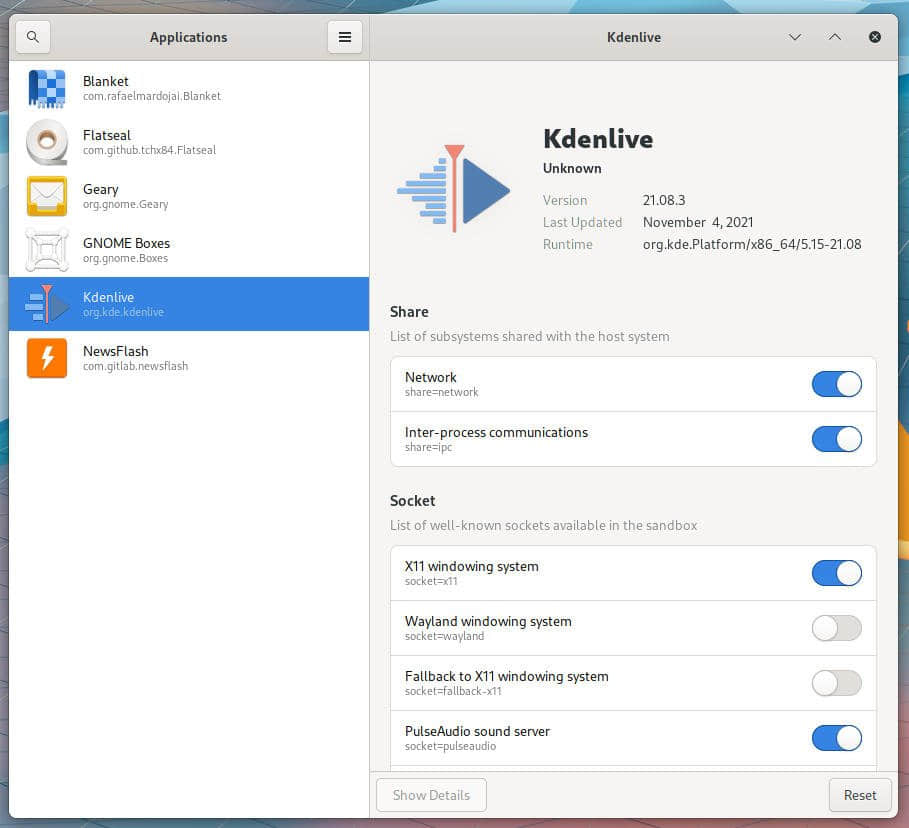 Applications
Kdenlive
Blanket
com.rafaelmardojai.Blanket
Flatseal
com.github.tchx84.Flatseal
Geary
org.gnome.Geary
GNOME Boxes
org.gnome.Boxes
Kdenlive
org.kde.kdenlive
NewsFlash
com.gitlab.newsflash
Kdenlive
Unknown
Version 21.08.3
Last Updated November 4, 2021
Runtime org.kde.Platform/x86_64/5.15-21.08
Share
List of subsystems shared with the host system
Network
share=network
Inter-process communications
share=ipc
Socket
List of well-known sockets available in the sandbox
X11 windowing system
socket=x11
Wayland windowing system
socket=wayland
Fallback to X11 windowing system
socket=fallback-x11
PulseAudio sound server
socket=pulseaudio
Show Details
Reset